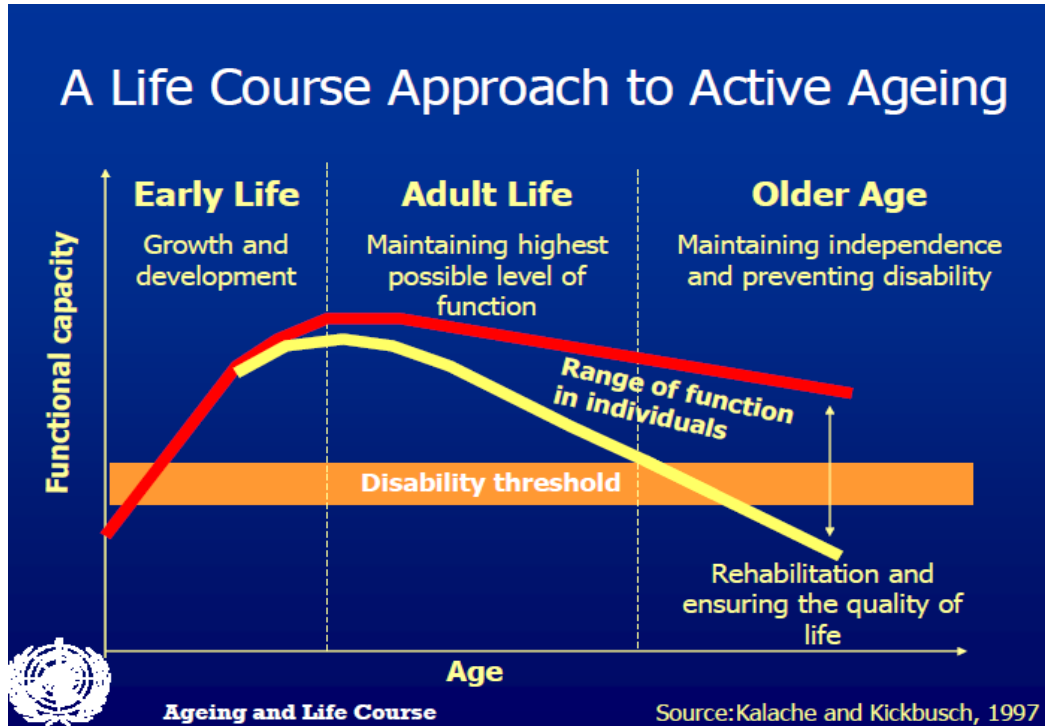 A Life Course Approach to Active Ageing
Early Life
Growth and
development
Adult Life
Maintaining highest
possible level of
function
Older Age
Maintaining independence
and preventing disability
Functional capacity
Range of function
in individuals
Disability threshold
Rehabilitation and
ensuring the quality of
life
Age
Ageing and Life Course
Source:Kalache and Kickbusch, 1997